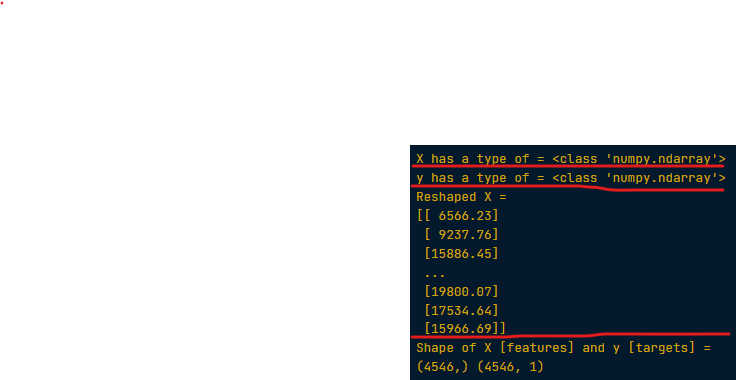 X has a type of = <class 'numpy.ndarray'>
y has a type of = <class 'numpy.ndarray'>
Reshaped X =
[[ 6566.23]
 [ 9237.76]
 [15886.45]
 ...
 [19800.07]
 [17534.64]
 [15966.69]]
Shape of X [features] and y [targets] =
(4546,) (4546, 1)